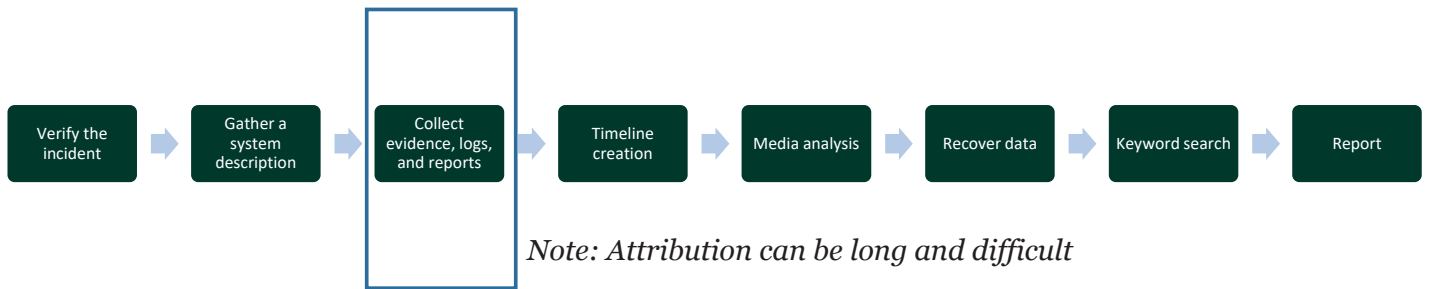 Verify the
incident
Gather a
system
description
Collect
evidence, logs,
and reports
Timeline
creation
Media analysis
Recover data
Keyword search
Report
Note: Attribution can be long and difficult